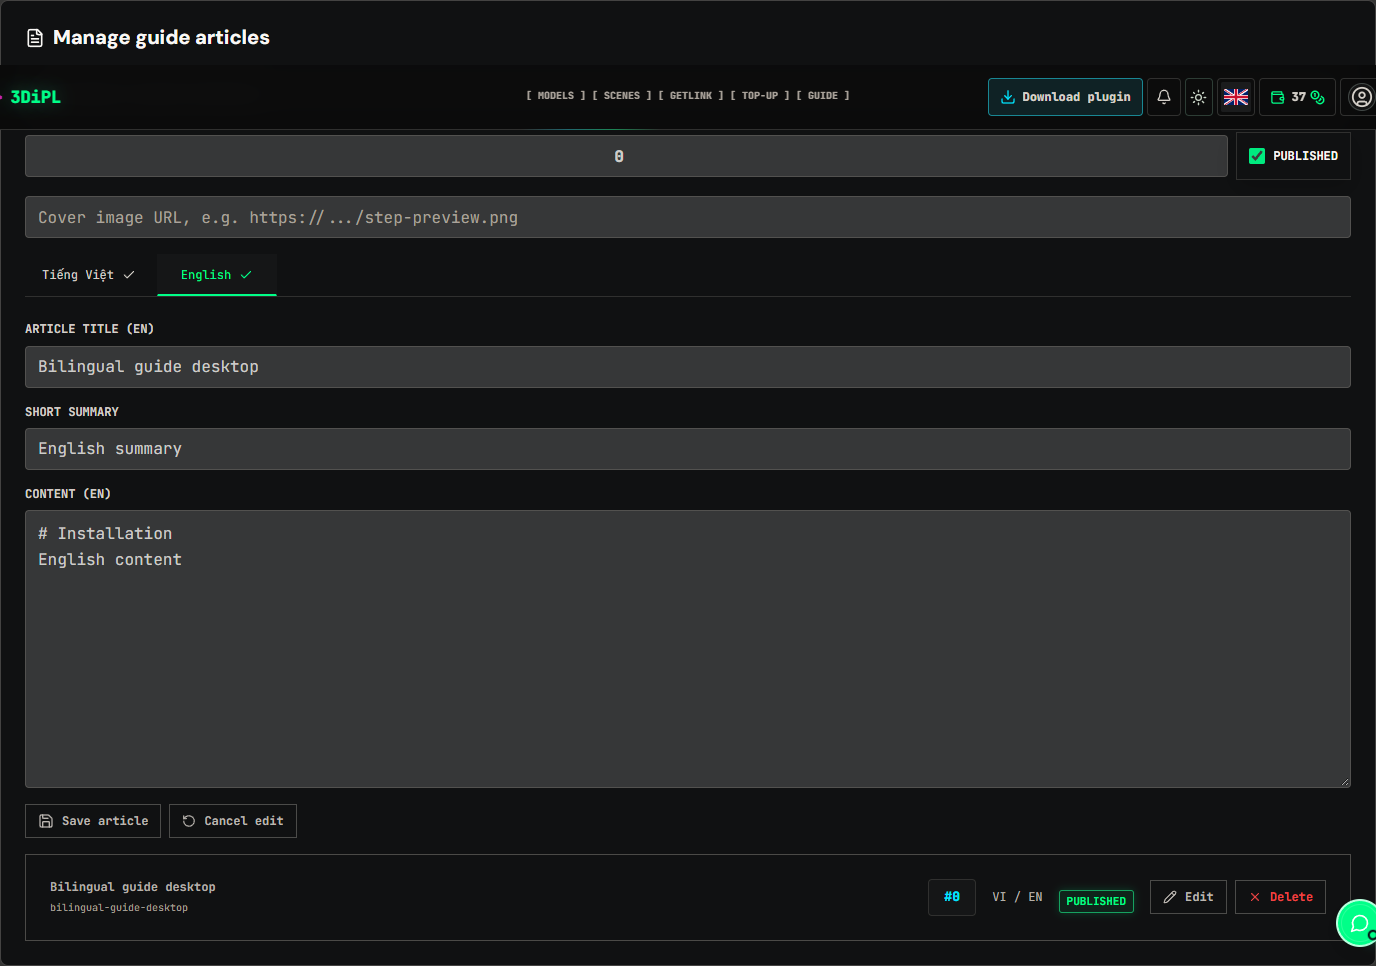 Manage guide articles
3DiPL
[ MODELS ] [ SCENES ] [ GETLINK ] [ TOP-UP ] [ GUIDE ]
Download plugin
37
0
PUBLISHED
Cover image URL, e.g. https://.../step-preview.png
Tiếng Việt
English
ARTICLE TITLE (EN)
Bilingual guide desktop
SHORT SUMMARY
English summary
CONTENT (EN)
# Installation
English content
Save article
Cancel edit
Bilingual guide desktop
bilingual-guide-desktop
#0
VI / EN
PUBLISHED
Edit
Delete